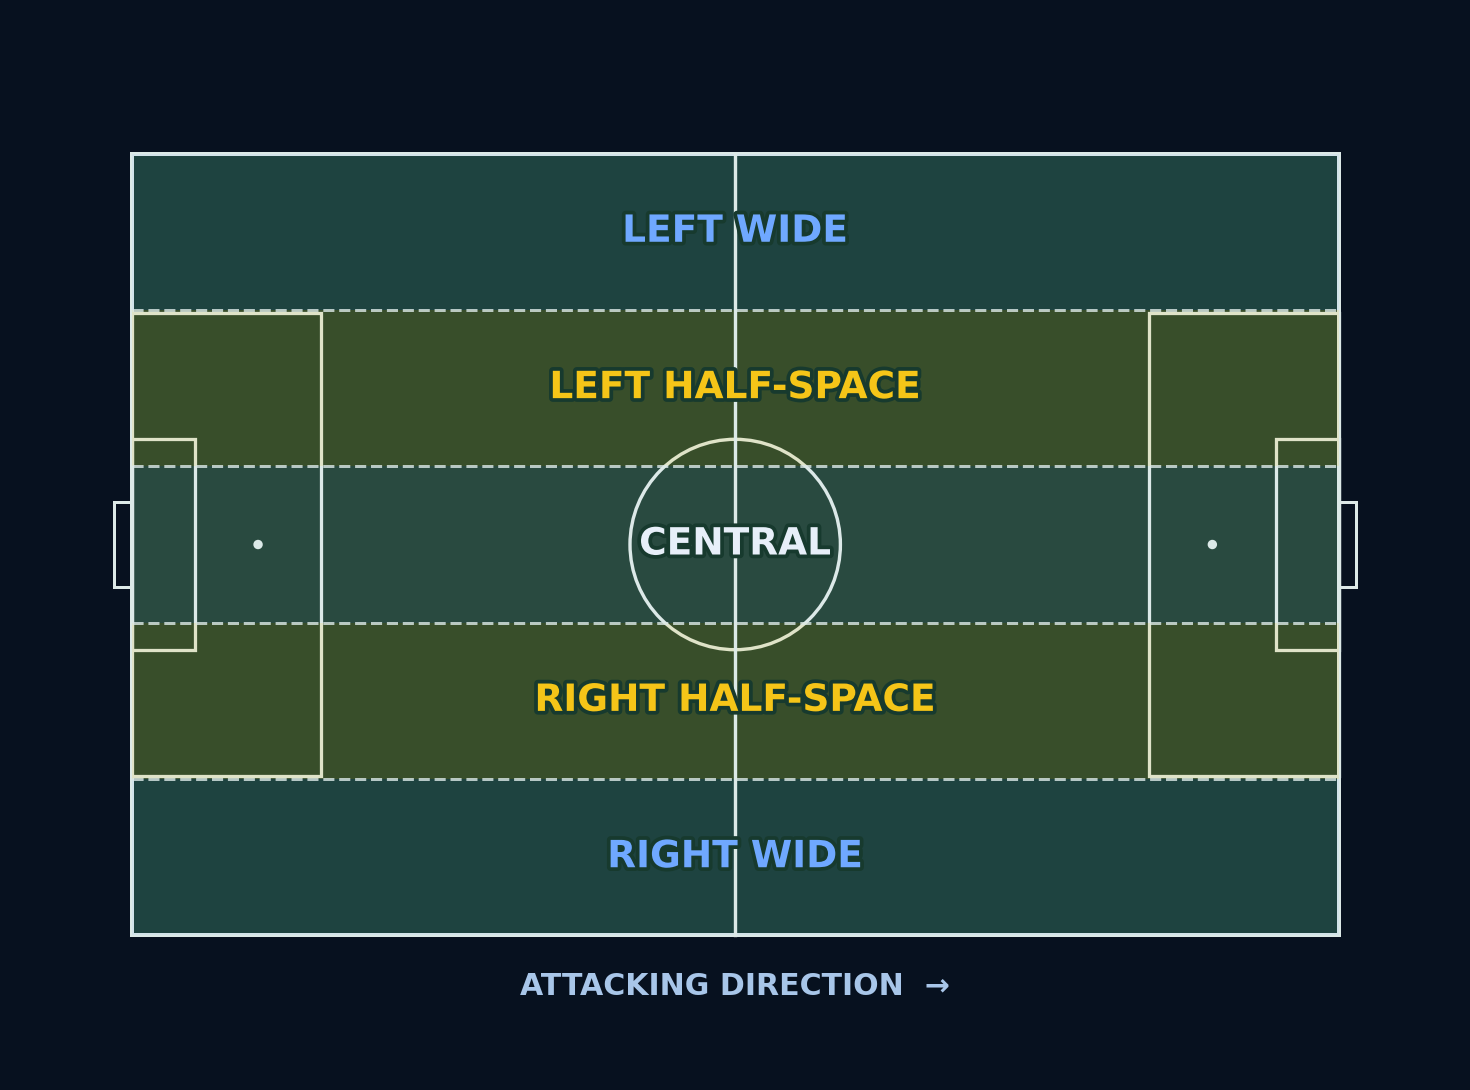 LEFT WIDE
LEFT HALF-SPACE
CENTRAL
RIGHT HALF-SPACE
RIGHT WIDE
ATTACKING DIRECTION →